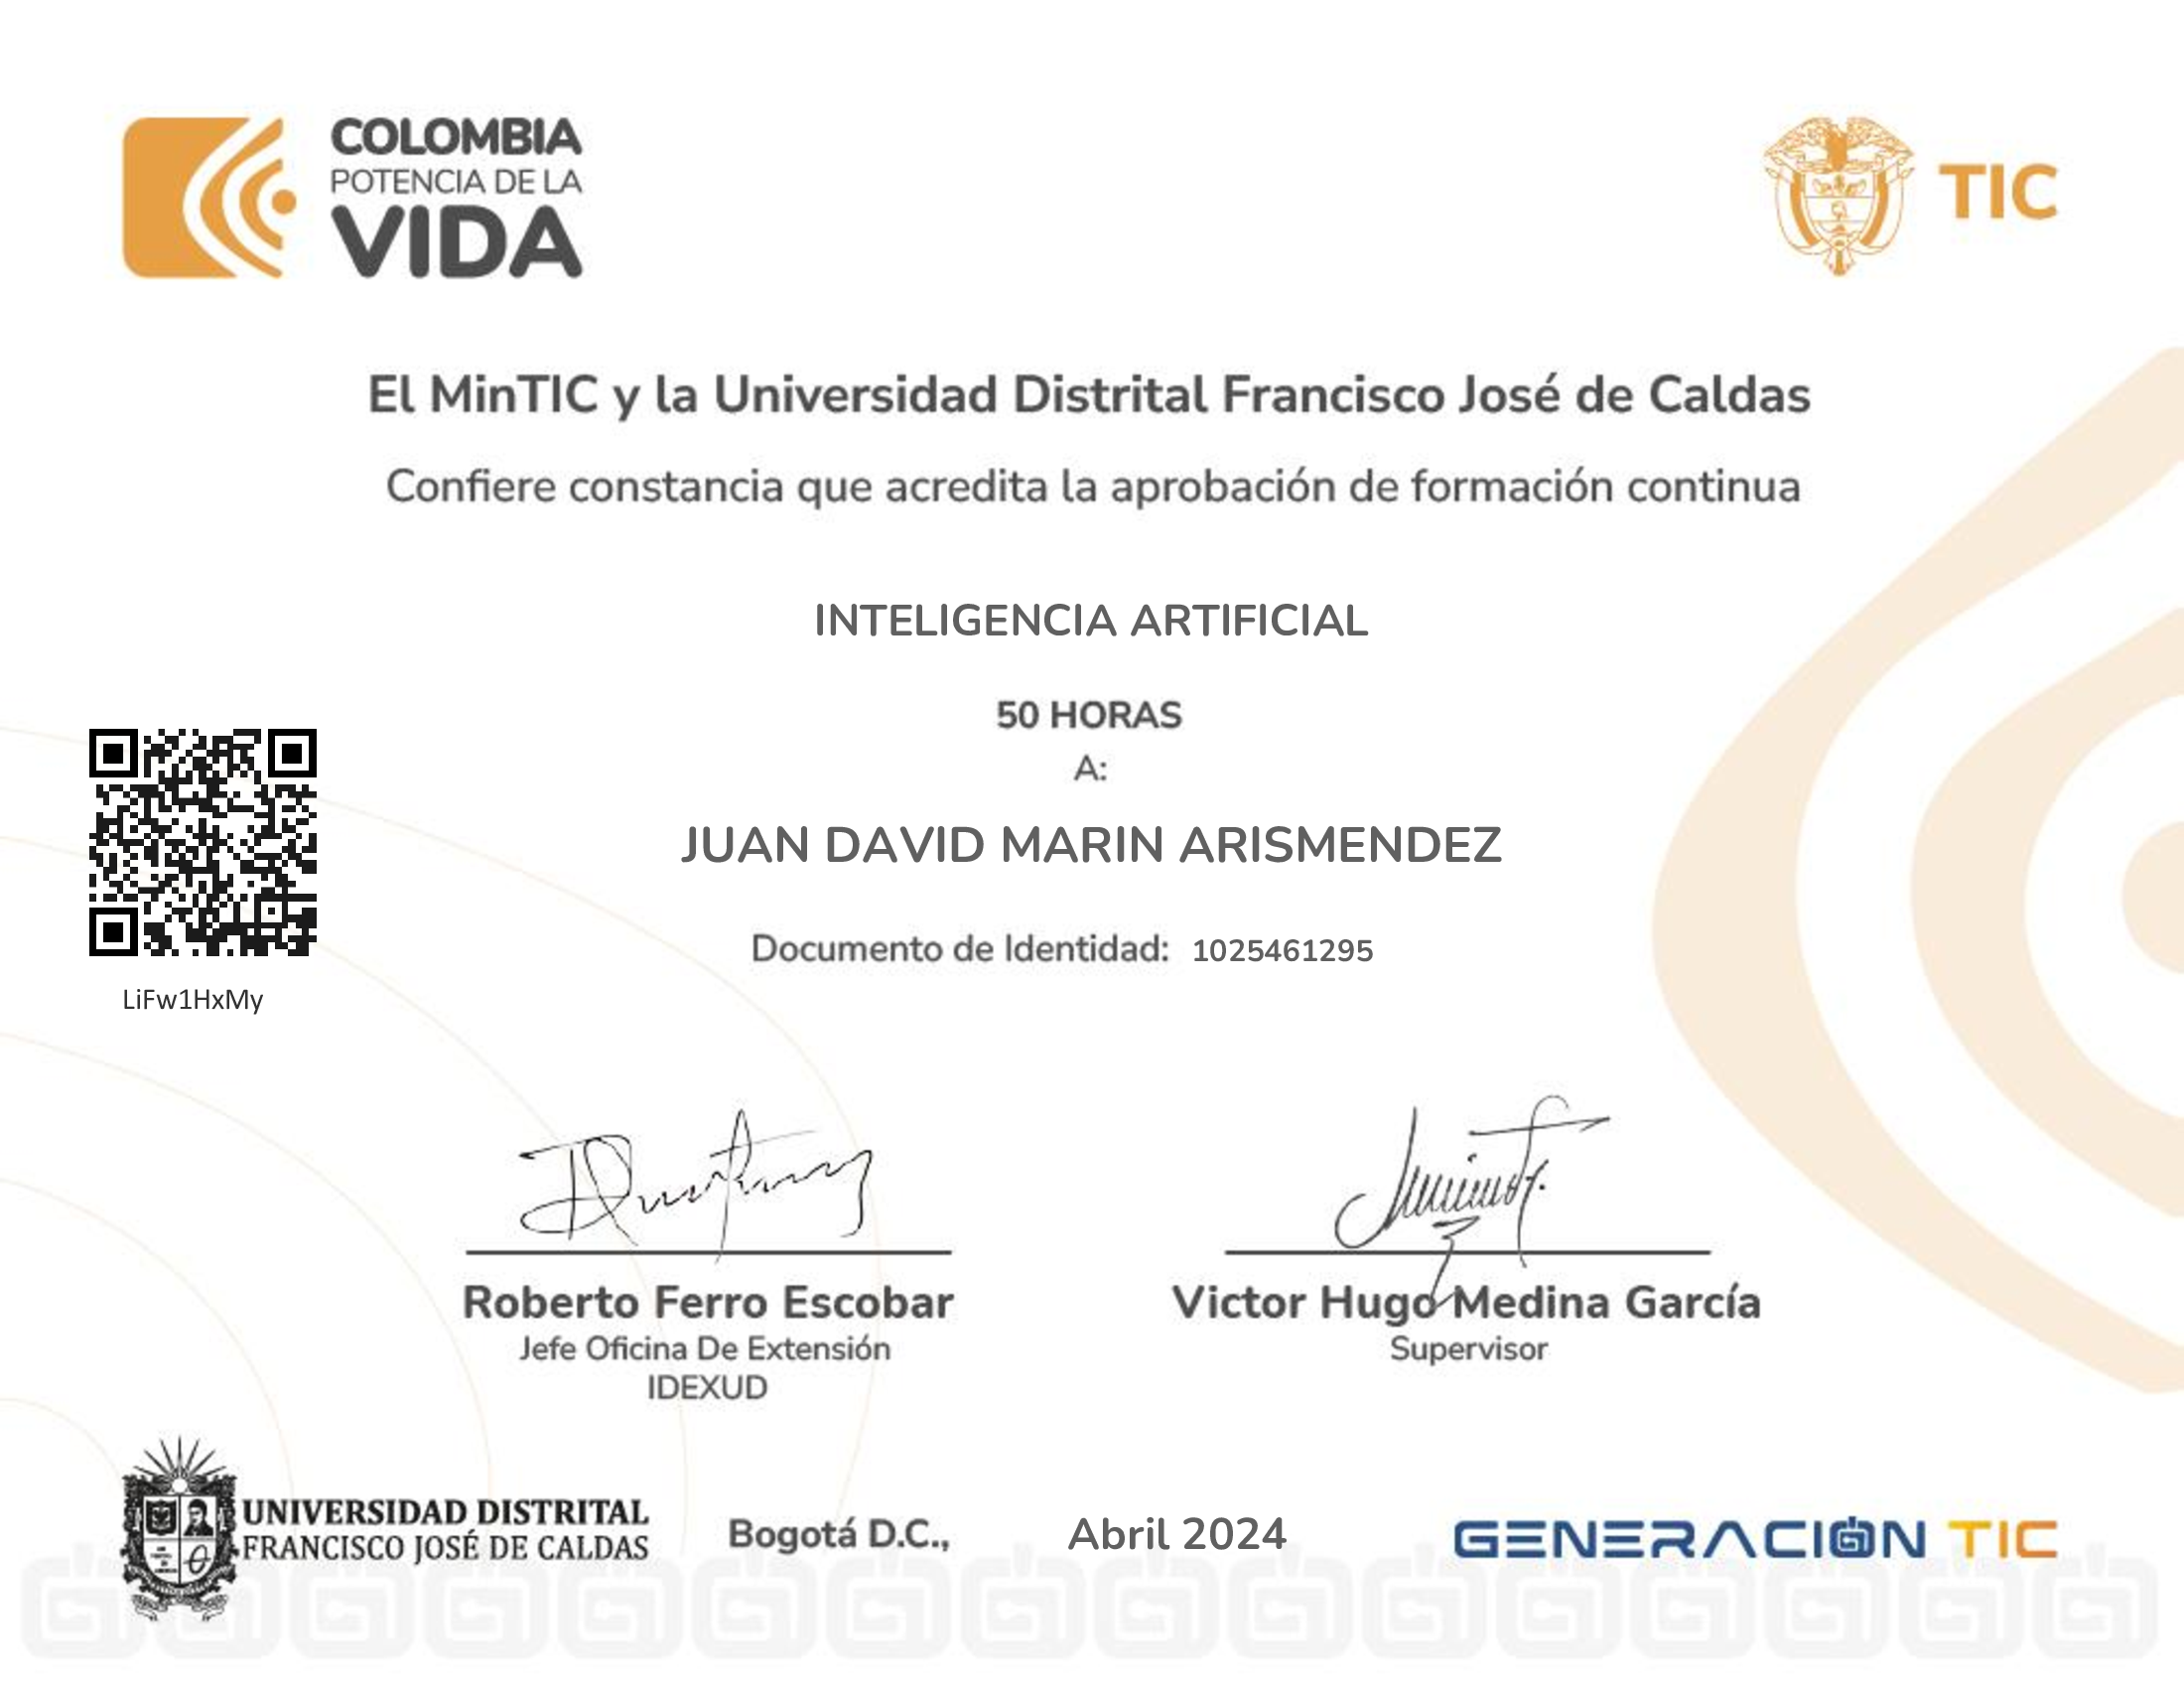 COLOMBIA
POTENCIA DE LA
VIDA
TIC
El MinTIC y la Universidad Distrital Francisco José de Caldas
Confiere constancia que acredita la aprobación de formación continua
INTELIGENCIA ARTIFICIAL
50 HORAS
A:
JUAN DAVID MARIN ARISMENDEZ
Documento de Identidad: 1025461295
LiFw1HxMy
Roberto Ferro Escobar
Jefe Oficina De Extensión
IDEXUD
Victor Hugo Medina García
Supervisor
UNIVERSIDAD DISTRITAL
FRANCISCO JOSÉ DE CALDAS
Bogotá D.C., Abril 2024
GENERACIÓN TIC